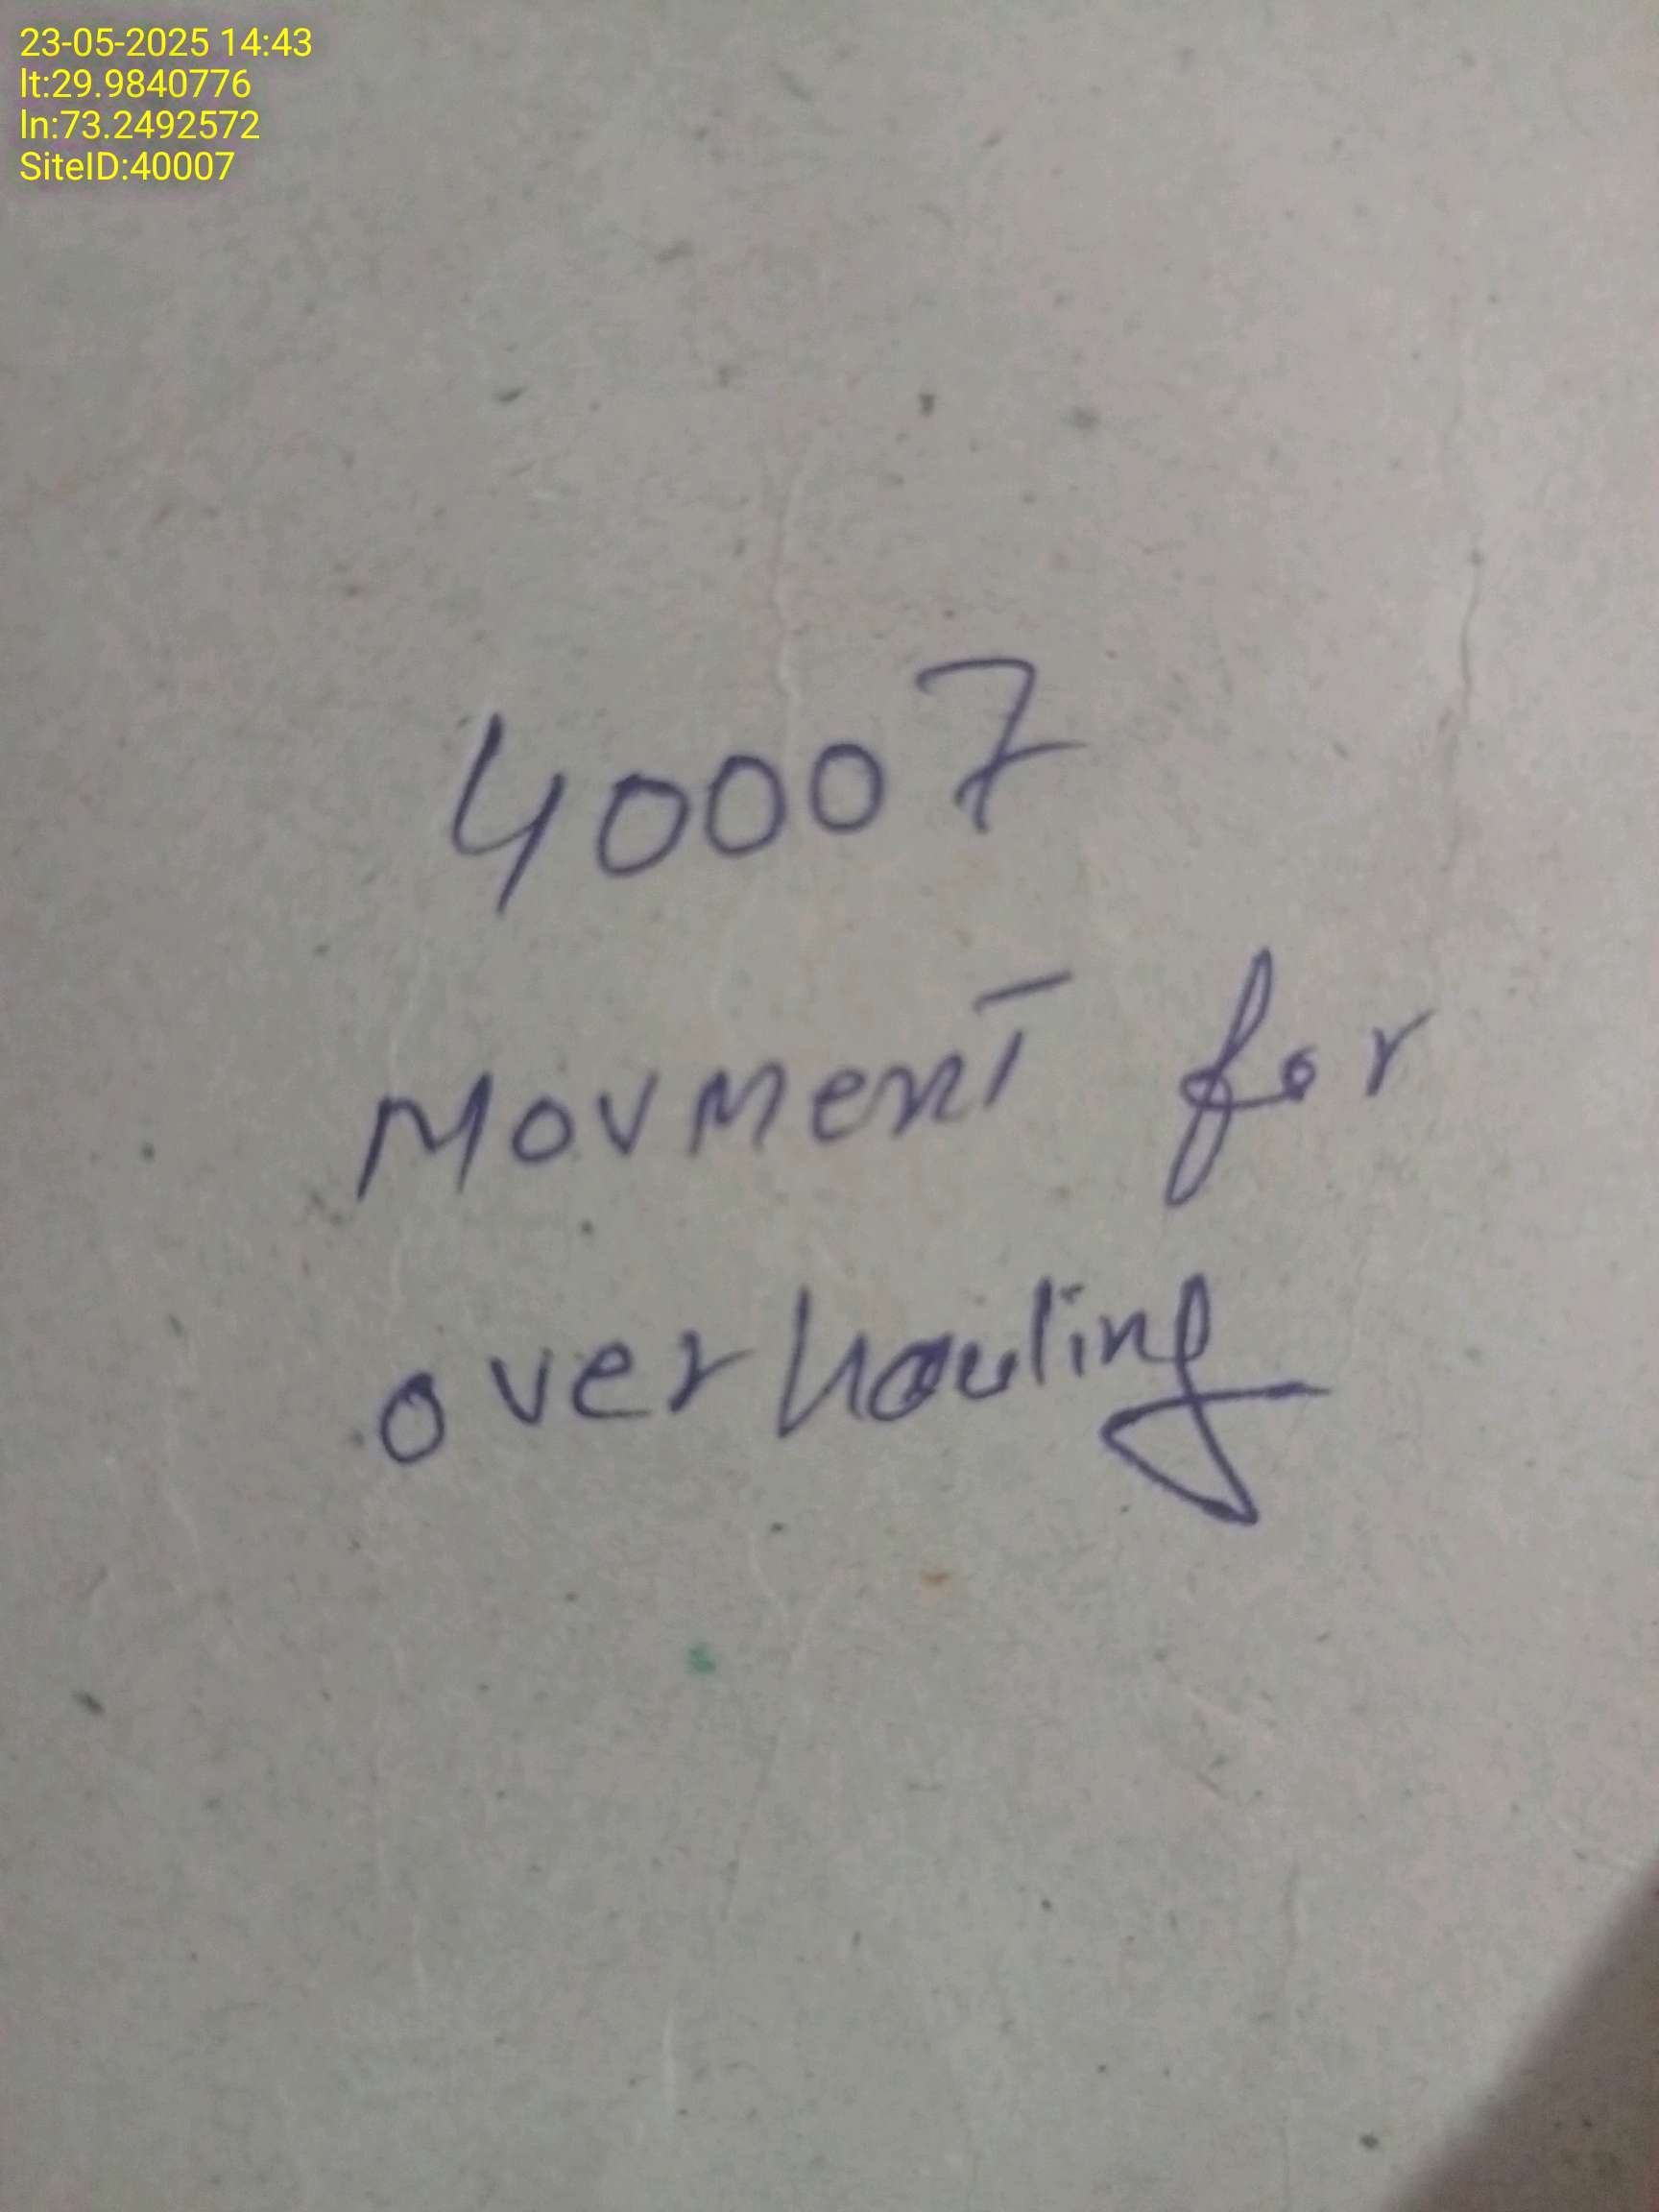 23-05-2025 14:43
lt:29.9840776
ln:73.2492572
SiteID:40007
40007
Movment for
overhauling